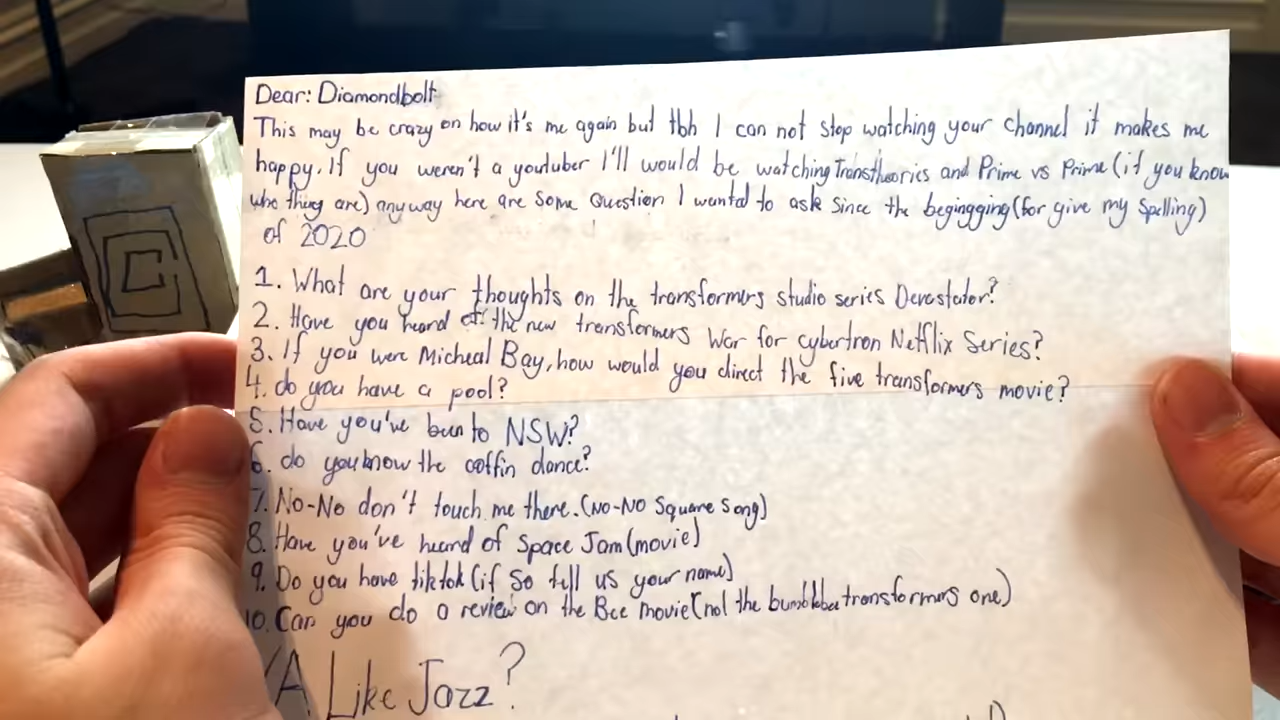 Dear: Diamondbolt
This may be crazy on how it's me again but tbh I can not stop watching your channel it makes me
happy. If you weren't a youtuber I'll would be watching Transtheories and Prime vs Prime (if you know
who thing are) anyway here are some Question I wanted to ask since the begingging (for give my spelling)
of 2020
1. What are your thoughts on the transformers studio series Devastator?
2. Have you heard of the new transformers War for cybertron Netflix Series?
3. If you were Micheal Bay, how would you direct the five transformers movie?
4. do you have a pool?
5. Have you've been to NSW?
6. do you know the coffin dance?
7. No-No don't touch me there. (No-No Square Song)
8. Have you've heard of Space Jam (movie)
9. Do you have tiktok (if so tell us your name)
10. Can you do a review on the Bee movie (not the transformers one)
YA Like Jazz?